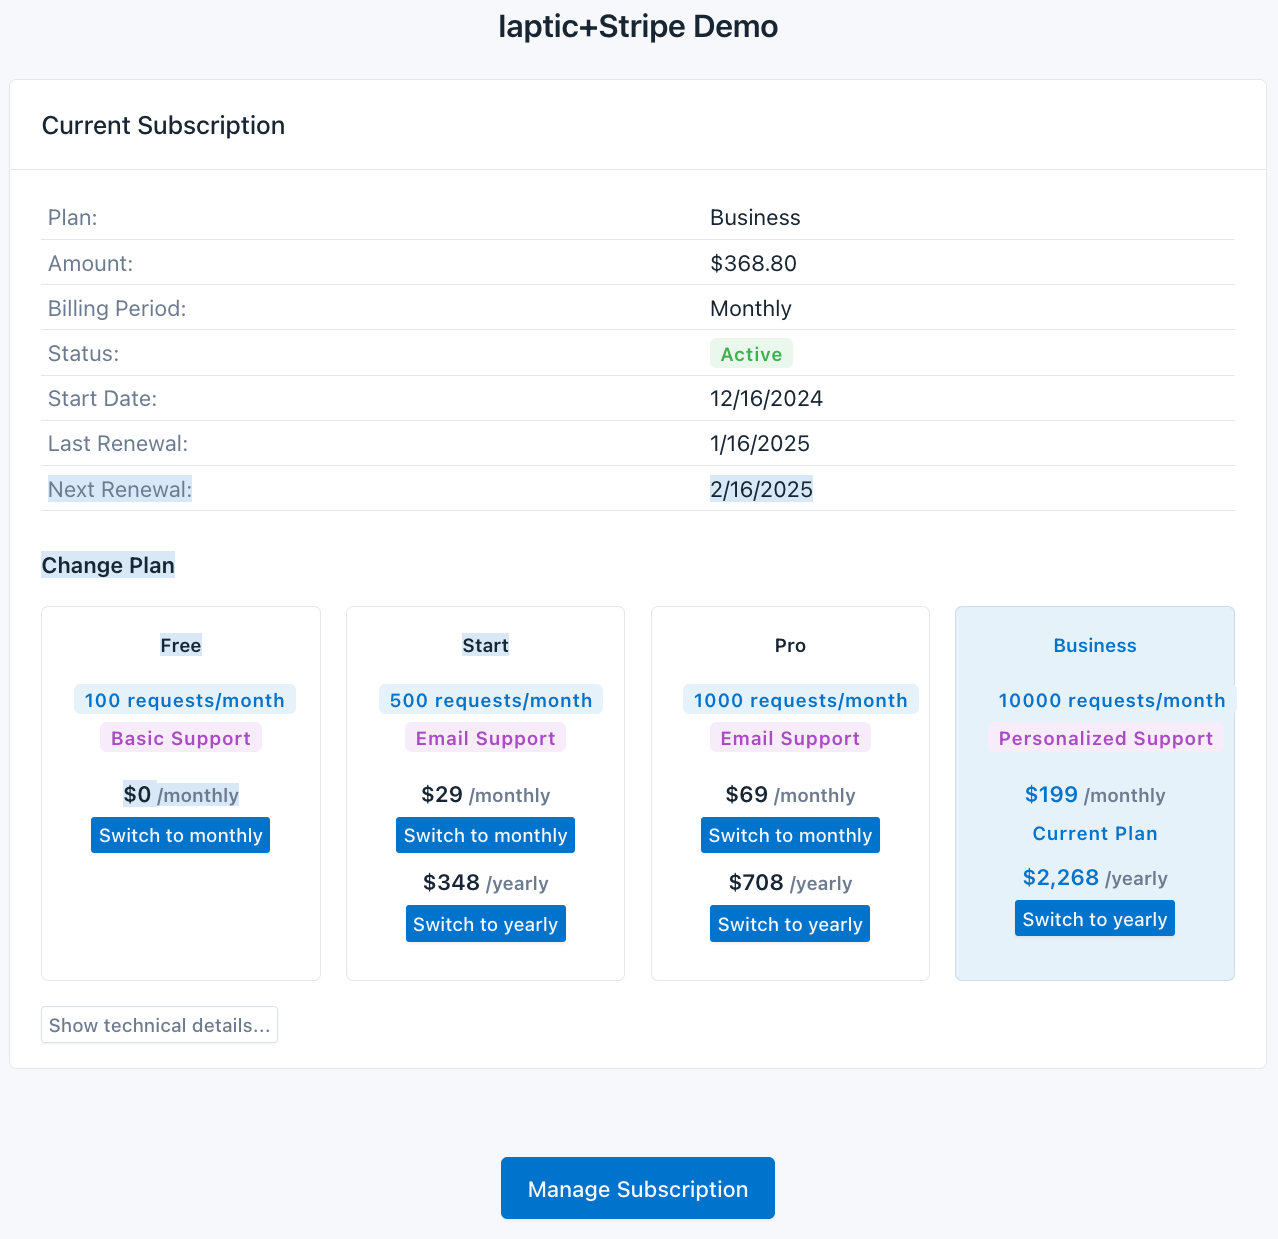 laptic+Stripe Demo
Current Subscription
Plan: Business
Amount: $368.80
Billing Period: Monthly
Status: Active
Start Date: 12/16/2024
Last Renewal: 1/16/2025
Next Renewal: 2/16/2025
Change Plan
Free
100 requests/month
Basic Support
$0 /monthly
Switch to monthly
Start
500 requests/month
Email Support
$29 /monthly
Switch to monthly
$348 /yearly
Switch to yearly
Pro
1000 requests/month
Email Support
$69 /monthly
Switch to monthly
$708 /yearly
Switch to yearly
Business
10000 requests/month
Personalized Support
$199 /monthly
Current Plan
$2,268 /yearly
Switch to yearly
Show technical details...
Manage Subscription